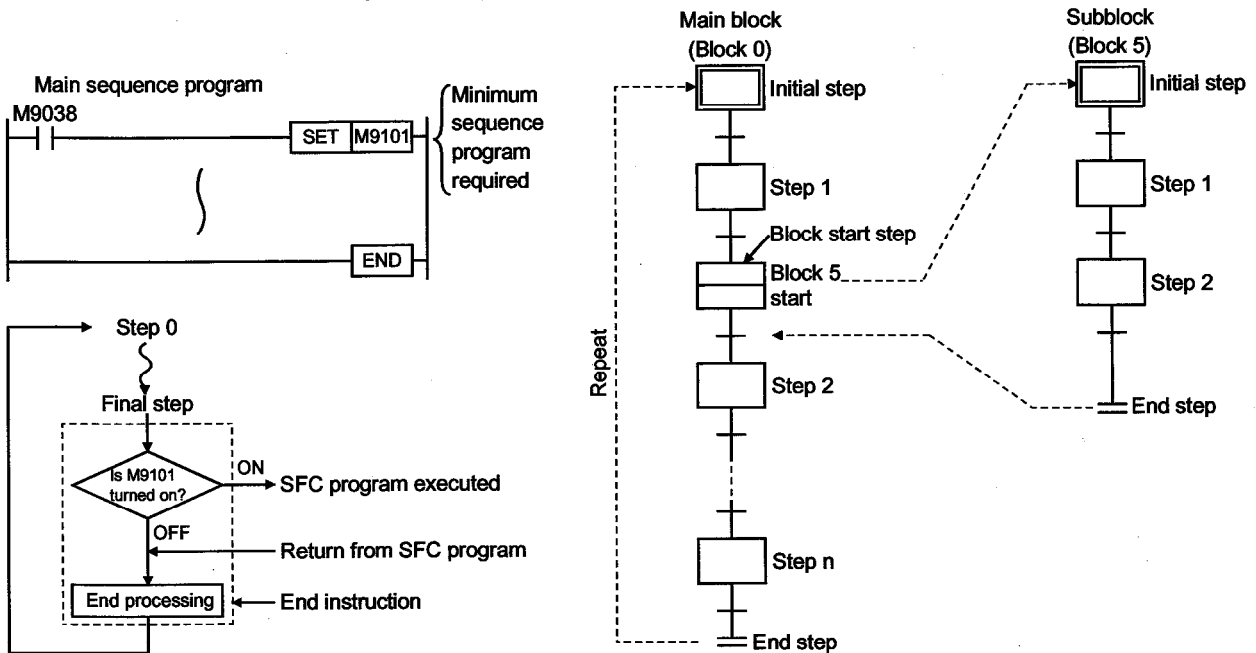 Main sequence program
M9038
SET M9101
Minimum
sequence
program
required
END
Step 0
Final step
Is M9101
turned on?
ON
SFC program executed
OFF
Return from SFC program
End processing
End instruction
Main block
(Block 0)
Initial step
Step 1
Block start step
Block 5
start
Repeat
Step 2
Step n
End step
Subblock
(Block 5)
Initial step
Step 1
Step 2
End step